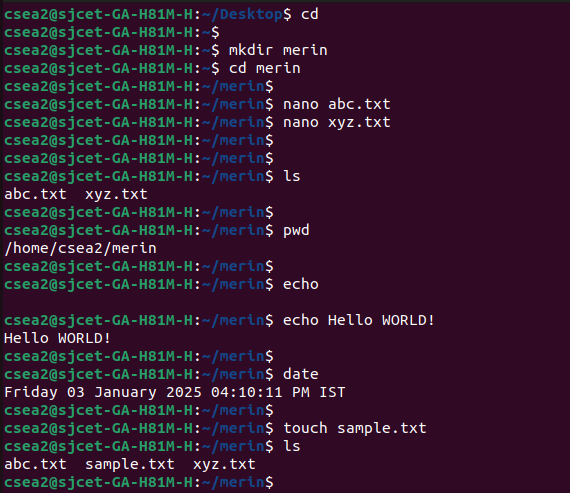 csea2@sjcet-GA-H81M-H:~/Desktop$ cd
csea2@sjcet-GA-H81M-H:~$
csea2@sjcet-GA-H81M-H:~$ mkdir merin
csea2@sjcet-GA-H81M-H:~$ cd merin
csea2@sjcet-GA-H81M-H:~/merin$
csea2@sjcet-GA-H81M-H:~/merin$ nano abc.txt
csea2@sjcet-GA-H81M-H:~/merin$ nano xyz.txt
csea2@sjcet-GA-H81M-H:~/merin$
csea2@sjcet-GA-H81M-H:~/merin$
csea2@sjcet-GA-H81M-H:~/merin$ ls
abc.txt  xyz.txt
csea2@sjcet-GA-H81M-H:~/merin$
csea2@sjcet-GA-H81M-H:~/merin$ pwd
/home/csea2/merin
csea2@sjcet-GA-H81M-H:~/merin$
csea2@sjcet-GA-H81M-H:~/merin$ echo

csea2@sjcet-GA-H81M-H:~/merin$ echo Hello WORLD!
Hello WORLD!
csea2@sjcet-GA-H81M-H:~/merin$
csea2@sjcet-GA-H81M-H:~/merin$ date
Friday 03 January 2025 04:10:11 PM IST
csea2@sjcet-GA-H81M-H:~/merin$
csea2@sjcet-GA-H81M-H:~/merin$ touch sample.txt
csea2@sjcet-GA-H81M-H:~/merin$ ls
abc.txt  sample.txt  xyz.txt
csea2@sjcet-GA-H81M-H:~/merin$